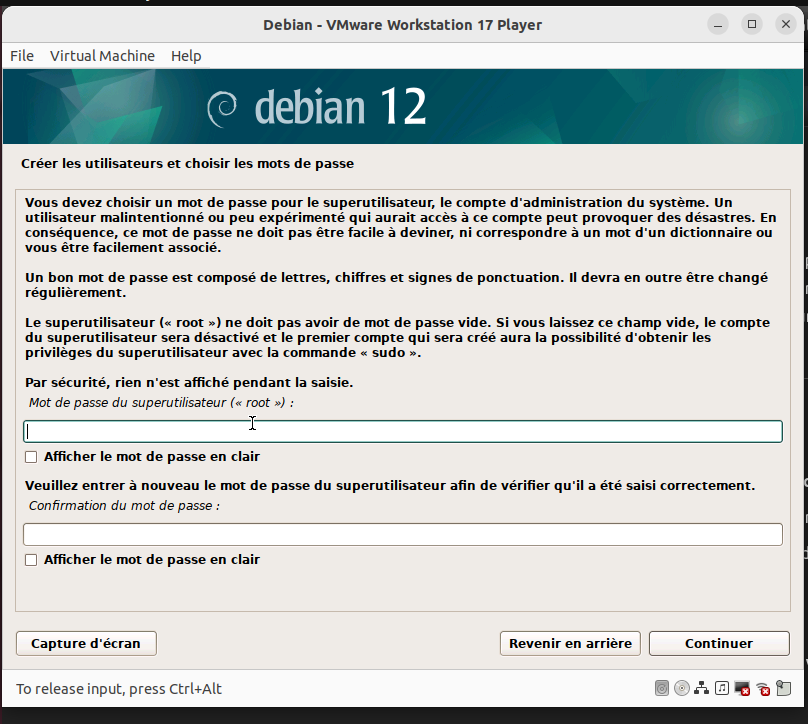 Debian - VMware Workstation 17 Player
File Virtual Machine Help
debian 12
Créer les utilisateurs et choisir les mots de passe
Vous devez choisir un mot de passe pour le superutilisateur, le compte d'administration du système. Un
utilisateur malintentionné ou peu expérimenté qui aurait accès à ce compte peut provoquer des désastres. En
conséquence, ce mot de passe ne doit pas être facile à deviner, ni correspondre à un mot d'un dictionnaire ou
vous être facilement associé.
Un bon mot de passe est composé de lettres, chiffres et signes de ponctuation. Il devra en outre être changé
régulièrement.
Le superutilisateur (« root ») ne doit pas avoir de mot de passe vide. Si vous laissez ce champ vide, le compte
du superutilisateur sera désactivé et le premier compte qui sera créé aura la possibilité d'obtenir les
privilèges du superutilisateur avec la commande « sudo ».
Par sécurité, rien n'est affiché pendant la saisie.
Mot de passe du superutilisateur (« root ») :
Afficher le mot de passe en clair
Veuillez entrer à nouveau le mot de passe du superutilisateur afin de vérifier qu'il a été saisi correctement.
Confirmation du mot de passe :
Afficher le mot de passe en clair
Capture d'écran Revenir en arrière Continuer
To release input, press Ctrl+Alt